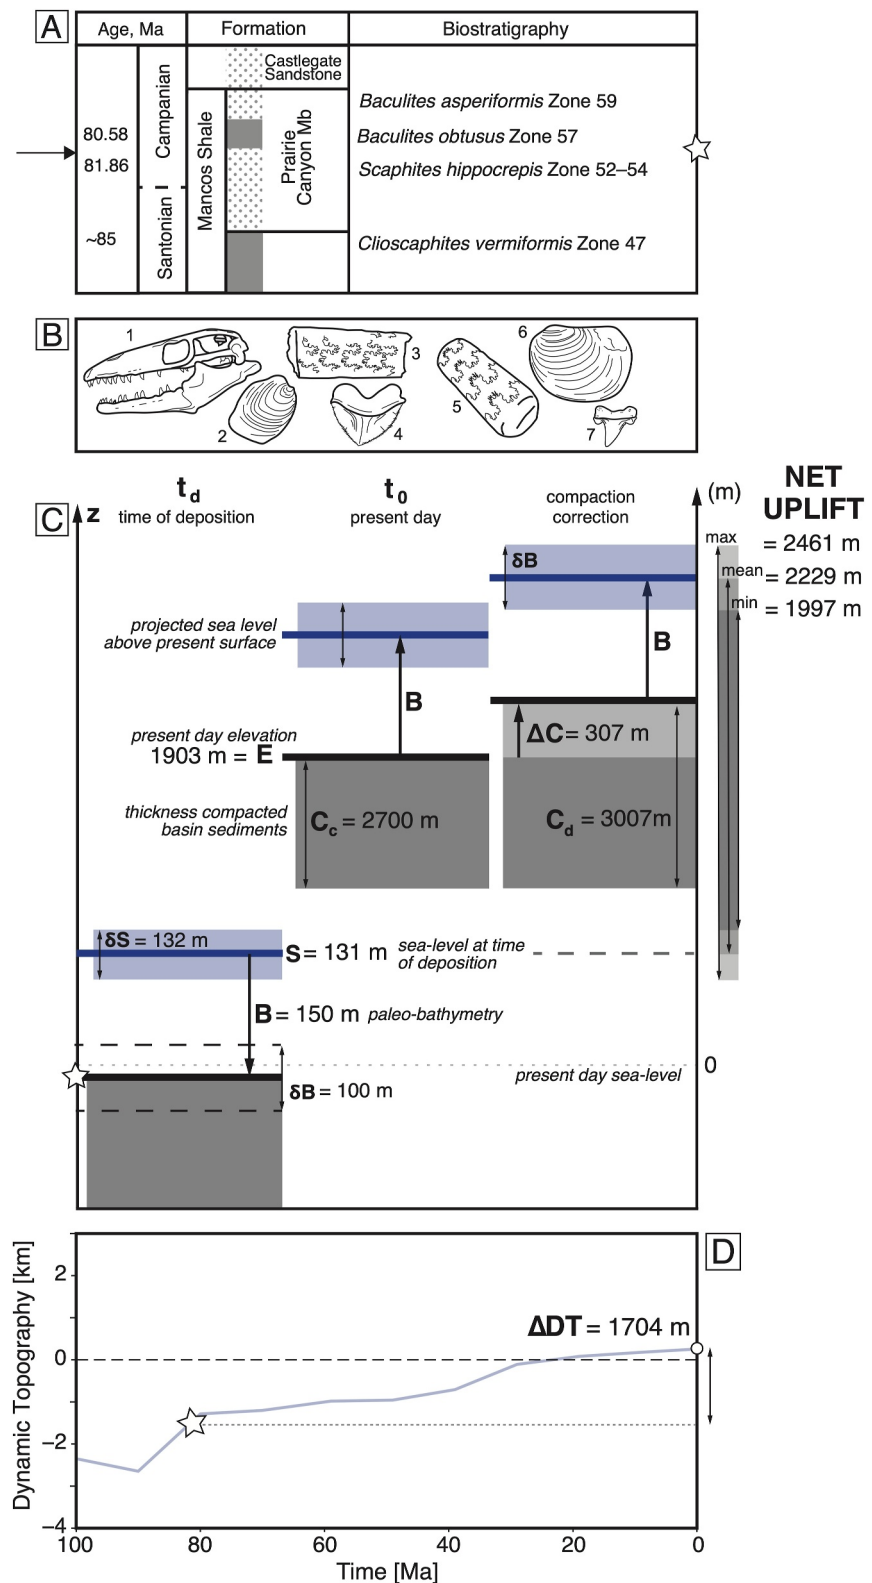 A
Age, Ma
Formation
Biostratigraphy
Castlegate
Sandstone
Campanian
Santonian
Mancos Shale
Prairie
Canyon Mb
80.58
81.86
~85
Baculites asperiformis Zone 59
Baculites obtusus Zone 57
Scaphites hippocrepis Zone 52–54
Clioscaphites vermiformis Zone 47
B
1
2
3
4
5
6
7
C
z
td
time of deposition
t0
present day
compaction
correction
(m)
NET
UPLIFT
max
= 2461 m
mean
= 2229 m
min
= 1997 m
δB
projected sea level
above present surface
B
B
present day elevation
1903 m = E
ΔC = 307 m
thickness compacted
basin sediments
Cc = 2700 m
Cd = 3007m
δS = 132 m
S = 131 m
sea-level at time
of deposition
B = 150 m paleo-bathymetry
0
present day sea-level
δB = 100 m
D
Dynamic Topography [km]
2
0
−2
−4
ΔDT = 1704 m
100
80
60
40
20
0
Time [Ma]